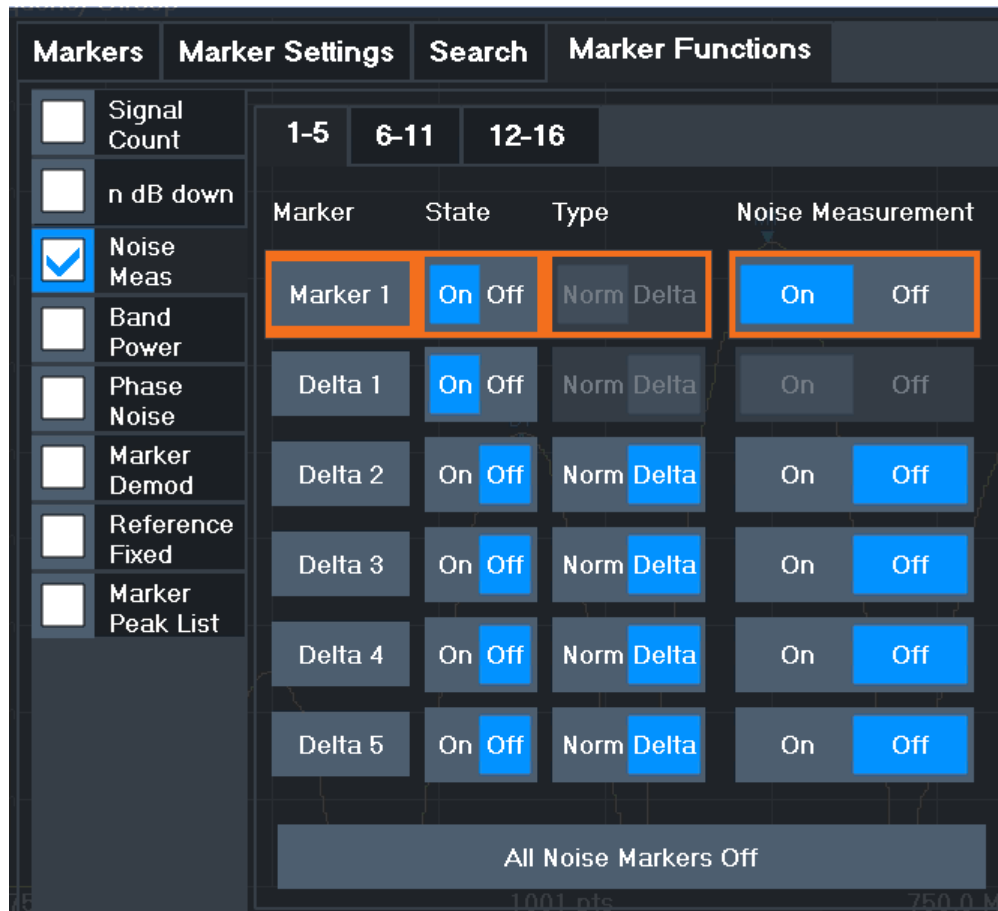 Markers Marker Settings Search Marker Functions
Signal
Count
n dB down
Noise
Meas
Band
Power
Phase
Noise
Marker
Demod
Reference
Fixed
Marker
Peak List
1-5 6-11 12-16
Marker State Type Noise Measurement
Marker 1 On Off Norm Delta On Off
Delta 1 On Off Norm Delta On Off
Delta 2 On Off Norm Delta On Off
Delta 3 On Off Norm Delta On Off
Delta 4 On Off Norm Delta On Off
Delta 5 On Off Norm Delta On Off
All Noise Markers Off
1001 pts 750.0 M